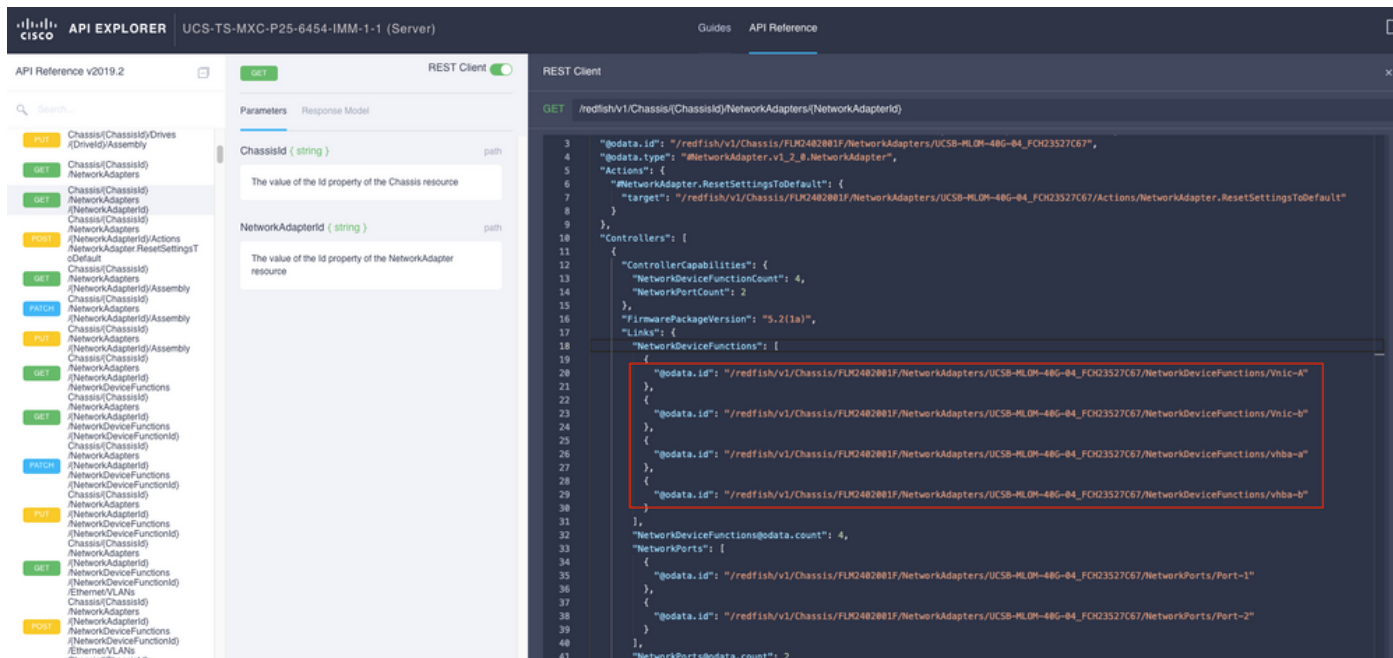 cisco API EXPLORER UCS-TS-MXC-P25-6454-IMM-1-1 (Server) Guides API Reference
API Reference v2019.2
Search...
PUT Chassis/{ChassisId}/Drives
/{DriveId}/Assembly
GET Chassis/{ChassisId}
/NetworkAdapters
GET Chassis/{ChassisId}
/NetworkAdapters
/{NetworkAdapterId}
POST Chassis/{ChassisId}
/NetworkAdapters
/{NetworkAdapterId}/Actions
/NetworkAdapter.ResetSettingsT
oDefault
GET Chassis/{ChassisId}
/NetworkAdapters
/{NetworkAdapterId}/Assembly
PATCH Chassis/{ChassisId}
/NetworkAdapters
/{NetworkAdapterId}/Assembly
PUT Chassis/{ChassisId}
/NetworkAdapters
/{NetworkAdapterId}/Assembly
GET Chassis/{ChassisId}
/NetworkAdapters
/{NetworkAdapterId}
/NetworkDeviceFunctions
GET Chassis/{ChassisId}
/NetworkAdapters
/{NetworkAdapterId}
/NetworkDeviceFunctions
/{NetworkDeviceFunctionId}
PATCH Chassis/{ChassisId}
/NetworkAdapters
/{NetworkAdapterId}
/NetworkDeviceFunctions
/{NetworkDeviceFunctionId}
PUT Chassis/{ChassisId}
/NetworkAdapters
/{NetworkAdapterId}
/NetworkDeviceFunctions
/{NetworkDeviceFunctionId}
GET Chassis/{ChassisId}
/NetworkAdapters
/{NetworkAdapterId}
/NetworkDeviceFunctions
/{NetworkDeviceFunctionId}
/Ethernet/VLANs
POST Chassis/{ChassisId}
/NetworkAdapters
/{NetworkAdapterId}
/NetworkDeviceFunctions
/{NetworkDeviceFunctionId}
/Ethernet/VLANs
GET REST Client
Parameters Response Model
ChassisId { string } path
The value of the Id property of the Chassis resource
NetworkAdapterId { string } path
The value of the Id property of the NetworkAdapter
resource
REST Client
GET /redfish/v1/Chassis/{ChassisId}/NetworkAdapters/{NetworkAdapterId}
3 "@odata.id": "/redfish/v1/Chassis/FLM2402001F/NetworkAdapters/UCSB-MLOM-40G-04_FCH23527C67",
4 "@odata.type": "#NetworkAdapter.v1_2_0.NetworkAdapter",
5 "Actions": {
6 "#NetworkAdapter.ResetSettingsToDefault": {
7 "target": "/redfish/v1/Chassis/FLM2402001F/NetworkAdapters/UCSB-MLOM-40G-04_FCH23527C67/Actions/NetworkAdapter.ResetSettingsToDefault"
8 }
9 },
10 "Controllers": [
11 {
12 "ControllerCapabilities": {
13 "NetworkDeviceFunctionCount": 4,
14 "NetworkPortCount": 2
15 },
16 "FirmwarePackageVersion": "5.2(1a)",
17 "Links": {
18 "NetworkDeviceFunctions": [
19 {
20 "@odata.id": "/redfish/v1/Chassis/FLM2402001F/NetworkAdapters/UCSB-MLOM-40G-04_FCH23527C67/NetworkDeviceFunctions/Vnic-A"
21 },
22 {
23 "@odata.id": "/redfish/v1/Chassis/FLM2402001F/NetworkAdapters/UCSB-MLOM-40G-04_FCH23527C67/NetworkDeviceFunctions/Vnic-b"
24 },
25 {
26 "@odata.id": "/redfish/v1/Chassis/FLM2402001F/NetworkAdapters/UCSB-MLOM-40G-04_FCH23527C67/NetworkDeviceFunctions/vhba-a"
27 },
28 {
29 "@odata.id": "/redfish/v1/Chassis/FLM2402001F/NetworkAdapters/UCSB-MLOM-40G-04_FCH23527C67/NetworkDeviceFunctions/vhba-b"
30 }
31 ],
32 "NetworkDeviceFunctions@odata.count": 4,
33 "NetworkPorts": [
34 {
35 "@odata.id": "/redfish/v1/Chassis/FLM2402001F/NetworkAdapters/UCSB-MLOM-40G-04_FCH23527C67/NetworkPorts/Port-1"
36 },
37 {
38 "@odata.id": "/redfish/v1/Chassis/FLM2402001F/NetworkAdapters/UCSB-MLOM-40G-04_FCH23527C67/NetworkPorts/Port-2"
39 }
40 ],
41 "NetworkPorts@odata.count": 2